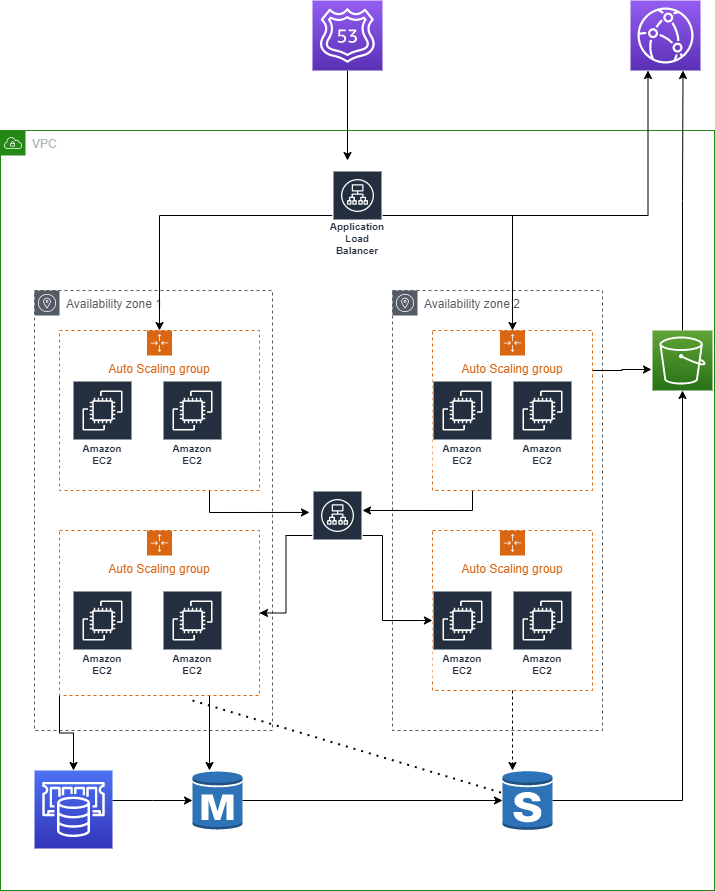 53
VPC
Application
Load
Balancer
Availability zone 1
Availability zone 2
Auto Scaling group
Auto Scaling group
Amazon
EC2
Amazon
EC2
Amazon
EC2
Amazon
EC2
Auto Scaling group
Auto Scaling group
Amazon
EC2
Amazon
EC2
Amazon
EC2
Amazon
EC2
M
S